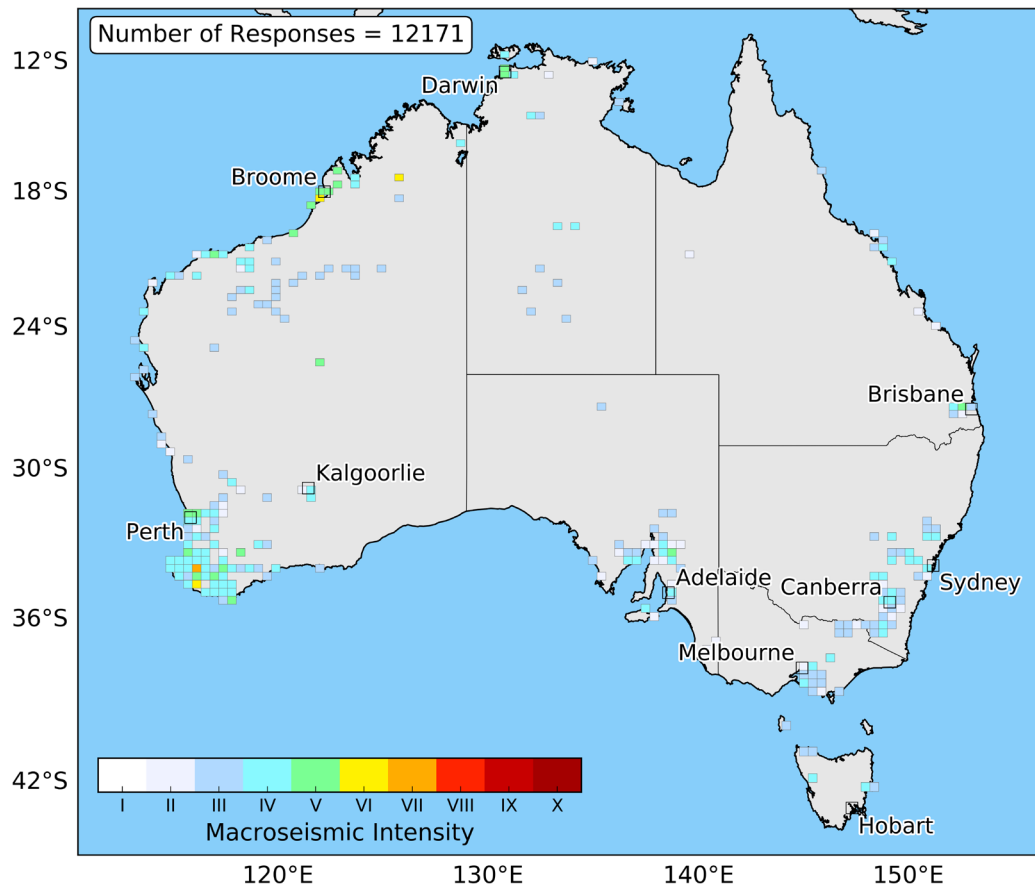 Number of Responses = 12171
12°S
18°S
24°S
30°S
36°S
42°S
Darwin
Broome
Brisbane
Kalgoorlie
Perth
Adelaide
Canberra
Sydney
Melbourne
Hobart
I II III IV V VI VII VIII IX X
Macroseismic Intensity
120°E 130°E 140°E 150°E